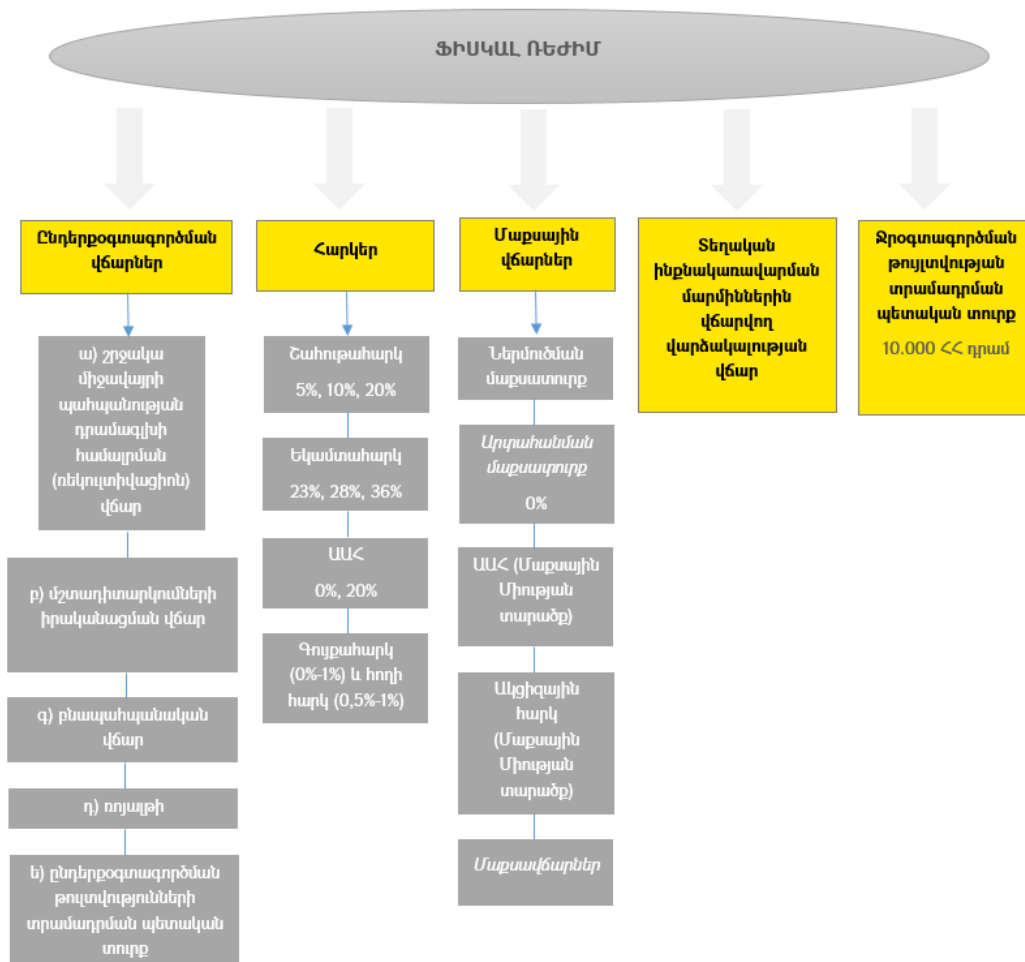 ՖԻՍԿԱԼ ՌԵԺԻՄ
Ընդերքօգտագործման
վճարներ
ա) շրջակա
միջավայրի
պահպանության
դրամագլխի
համալրման
(ռեկուլտիվացիոն)
վճար
բ) մշտադիտարկումների
իրականացման վճար
գ) բնապահպանական
վճար
դ) ռոյալթի
ե) ընդերքօգտագործման
թույլտվությունների
տրամադրման պետական
տուրք
Հարկեր
Շահութահարկ
5%, 10%, 20%
Եկամտահարկ
23%, 28%, 36%
ԱԱՀ
0%, 20%
Գույքահարկ
(0%-1%) և հողի
հարկ (0,5%-1%)
Մաքսային
վճարներ
Ներմուծման
մաքսատուրք
Արտահանման
մաքսատուրք
0%
ԱԱՀ (Մաքսային
Միության
տարածք)
Ակցիզային
հարկ
(Մաքսային
Միության
տարածք)
Մաքսավճարներ
Տեղական
ինքնակառավարման
մարմիններին
վճարվող
վարձակալության
վճար
Ջրօգտագործման
թույլտվության
տրամադրման
պետական տուրք
10.000 ՀՀ դրամ